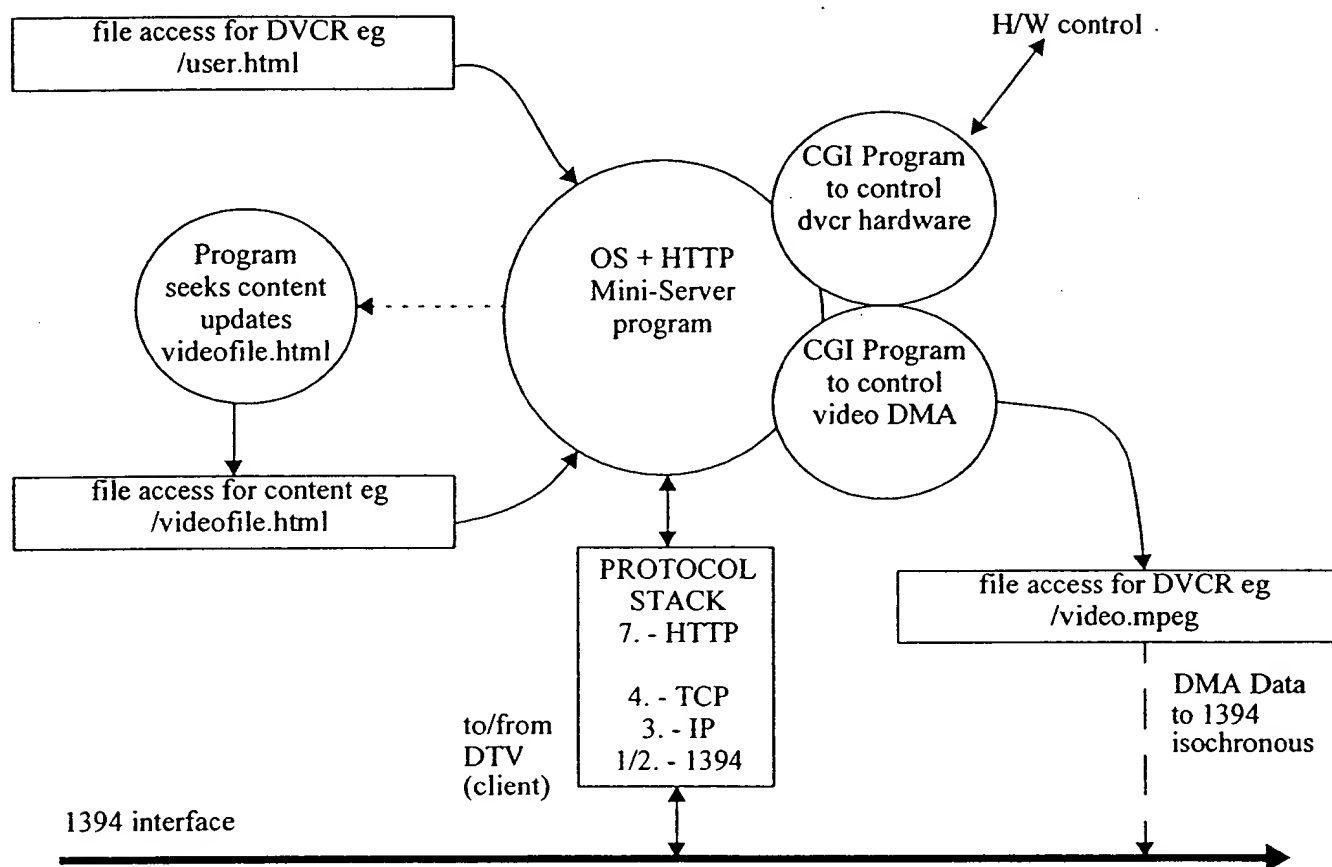 file access for DVCR eg
/user.html
H/W control
CGI Program
to control
dvcr hardware
Program
seeks content
updates
videofile.html
OS + HTTP
Mini-Server
program
CGI Program
to control
video DMA
file access for content eg
/videofile.html
PROTOCOL
STACK
7. - HTTP
4. - TCP
3. - IP
1/2. - 1394
file access for DVCR eg
/video.mpeg
to/from
DTV
(client)
DMA Data
to 1394
isochronous
1394 interface